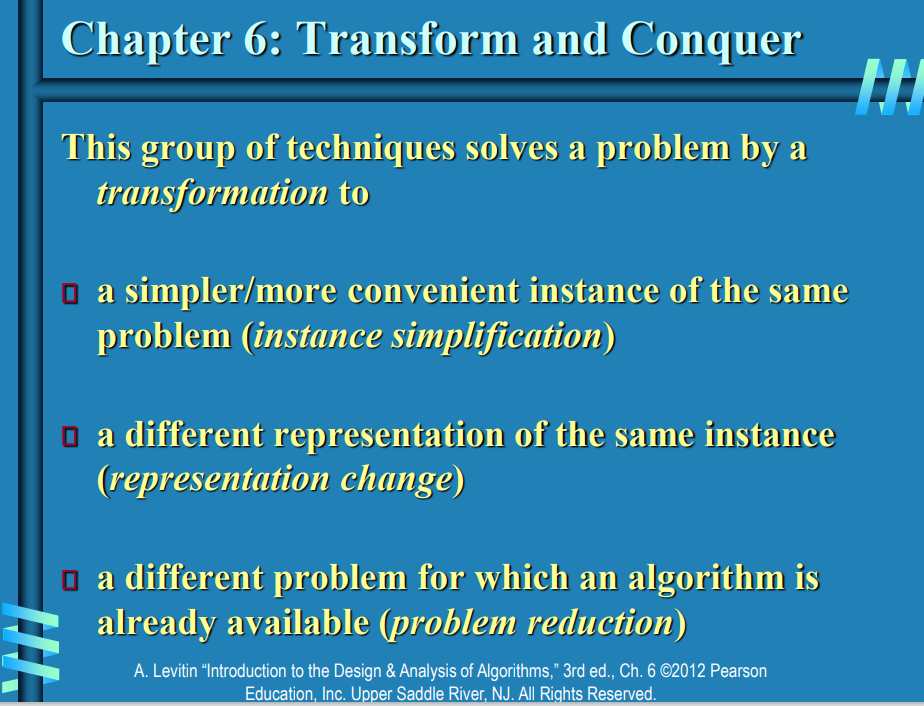 Chapter 6: Transform and Conquer
This group of techniques solves a problem by a
transformation to
a simpler/more convenient instance of the same
problem (instance simplification)
a different representation of the same instance
(representation change)
a different problem for which an algorithm is
already available (problem reduction)
A. Levitin “Introduction to the Design & Analysis of Algorithms,” 3rd ed., Ch. 6 ©2012 Pearson
Education, Inc. Upper Saddle River, NJ. All Rights Reserved.